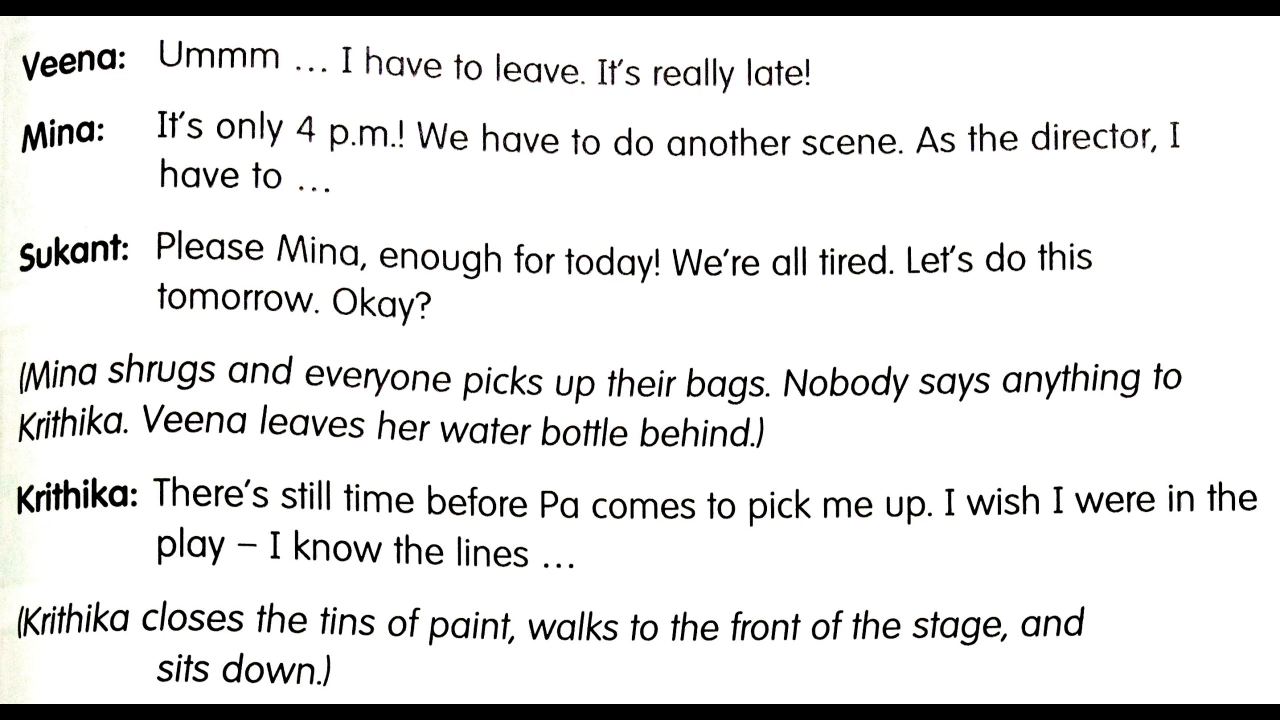 Veena: Ummm ... I have to leave. It's really late!
Mina: It's only 4 p.m.! We have to do another scene. As the director, I
have to ...
Sukant: Please Mina, enough for today! We're all tired. Let's do this
tomorrow. Okay?
(Mina shrugs and everyone picks up their bags. Nobody says anything to
Krithika. Veena leaves her water bottle behind.)
Krithika: There's still time before Pa comes to pick me up. I wish I were in the
play – I know the lines ...
(Krithika closes the tins of paint, walks to the front of the stage, and
sits down.)